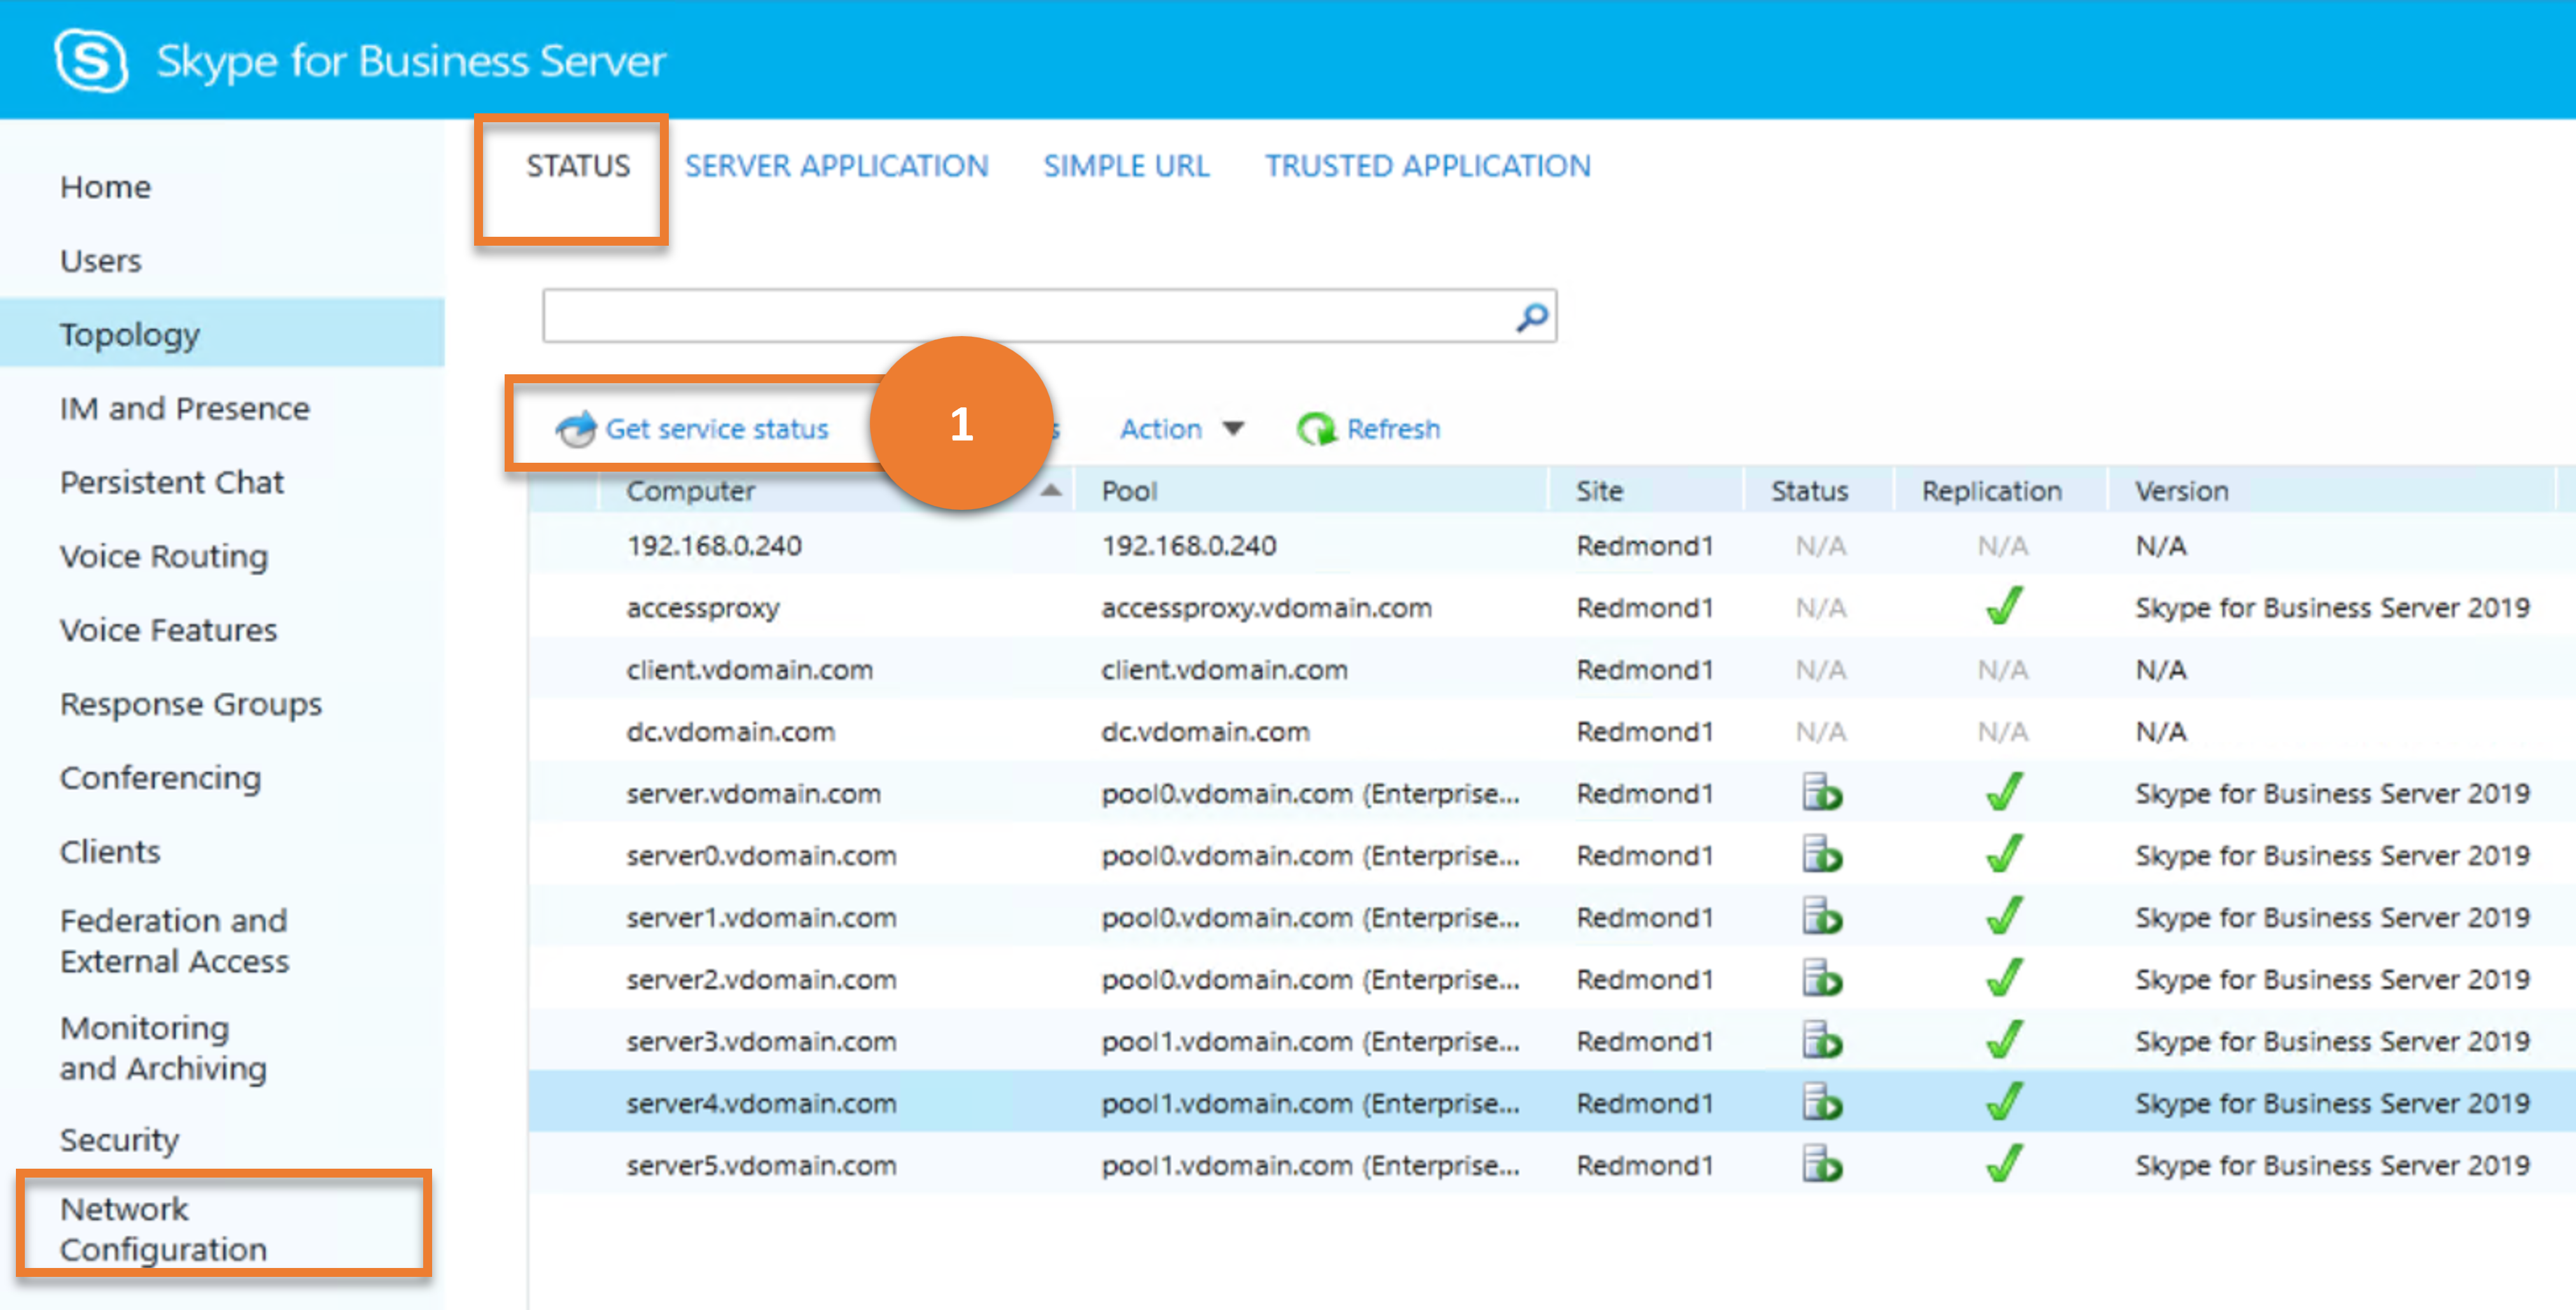 Skype for Business Server
Home
Users
Topology
IM and Presence
Persistent Chat
Voice Routing
Voice Features
Response Groups
Conferencing
Clients
Federation and
External Access
Monitoring
and Archiving
Security
Network
Configuration
STATUS SERVER APPLICATION SIMPLE URL TRUSTED APPLICATION
Get service status 1 Action Refresh
Computer Pool Site Status Replication Version
192.168.0.240 192.168.0.240 Redmond1 N/A N/A N/A
accessproxy accessproxy.vdomain.com Redmond1 N/A Skype for Business Server 2019
client.vdomain.com client.vdomain.com Redmond1 N/A N/A N/A
dc.vdomain.com dc.vdomain.com Redmond1 N/A N/A N/A
server.vdomain.com pool0.vdomain.com (Enterprise... Redmond1 Skype for Business Server 2019
server0.vdomain.com pool0.vdomain.com (Enterprise... Redmond1 Skype for Business Server 2019
server1.vdomain.com pool0.vdomain.com (Enterprise... Redmond1 Skype for Business Server 2019
server2.vdomain.com pool0.vdomain.com (Enterprise... Redmond1 Skype for Business Server 2019
server3.vdomain.com pool1.vdomain.com (Enterprise... Redmond1 Skype for Business Server 2019
server4.vdomain.com pool1.vdomain.com (Enterprise... Redmond1 Skype for Business Server 2019
server5.vdomain.com pool1.vdomain.com (Enterprise... Redmond1 Skype for Business Server 2019